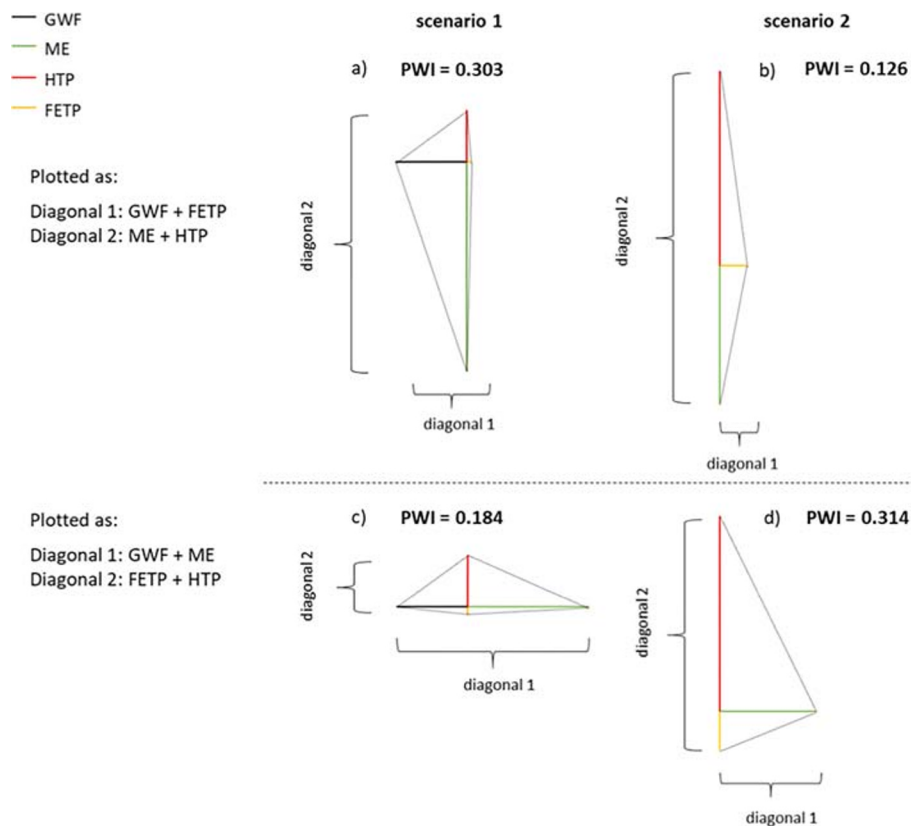 GWF
ME
HTP
FETP
scenario 1
scenario 2
a)
PWI = 0.303
b)
PWI = 0.126
Plotted as:
Diagonal 1: GWF + FETP
Diagonal 2: ME + HTP
diagonal 2
diagonal 1
diagonal 2
diagonal 1
Plotted as:
Diagonal 1: GWF + ME
Diagonal 2: FETP + HTP
c)
PWI = 0.184
d)
PWI = 0.314
diagonal 2
diagonal 1
diagonal 2
diagonal 1